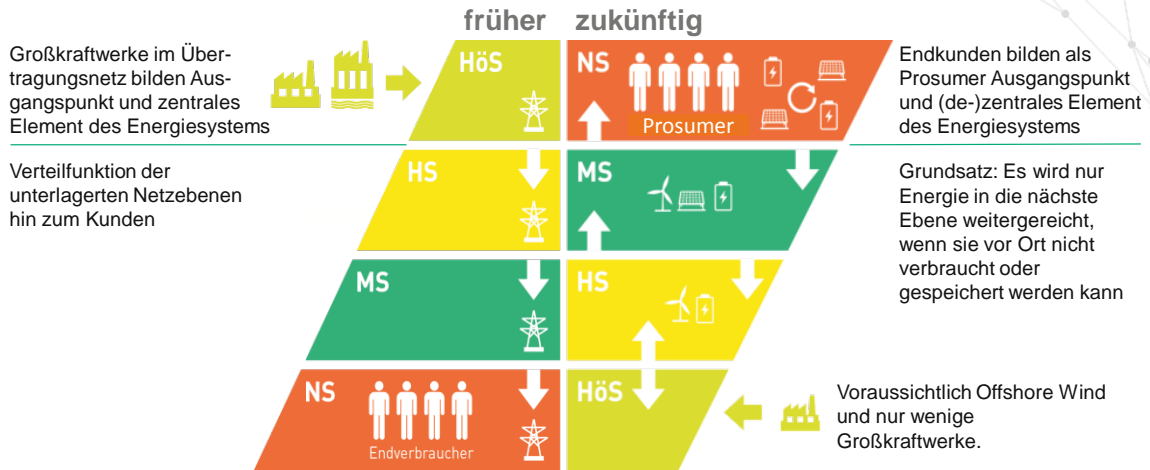 früher zukünftig
Großkraftwerke im Über-
tragungsnetz bilden Aus-
gangspunkt und zentrales
Element des Energiesystems
Verteilfunktion der
unterlagerten Netzebenen
hin zum Kunden
HöS
HS
MS
NS
Endverbraucher
NS
Prosumer
MS
HS
HöS
Endkunden bilden als
Prosumer Ausgangspunkt
und (de-)zentrales Element
des Energiesystems
Grundsatz: Es wird nur
Energie in die nächste
Ebene weitergereicht,
wenn sie vor Ort nicht
verbraucht oder
gespeichert werden kann
Voraussichtlich Offshore Wind
und nur wenige
Großkraftwerke.